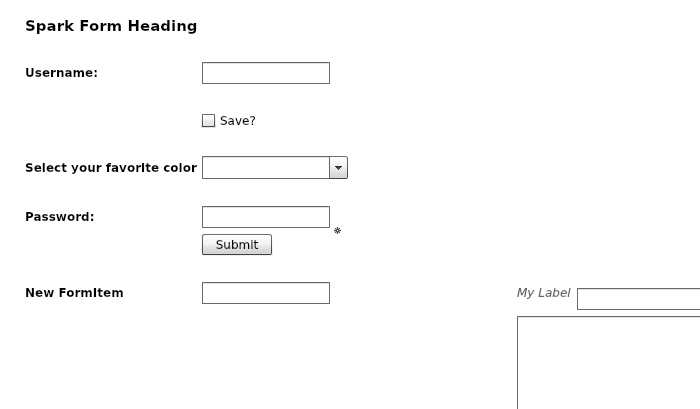 Spark Form Heading
Username:
Save?
Select your favorite color
Password:
*
Submit
New FormItem
My Label